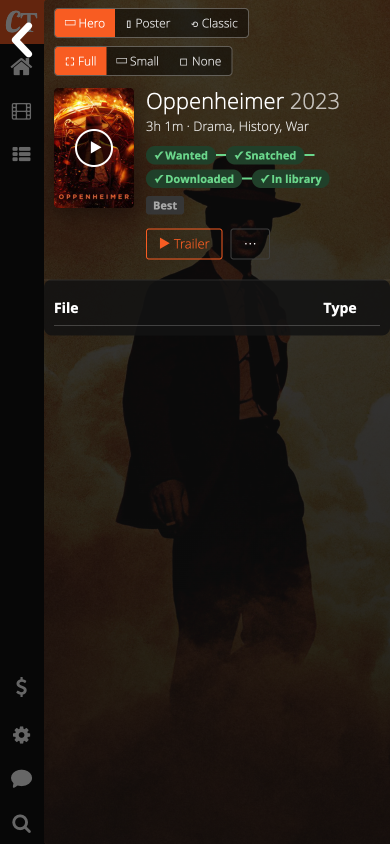 CT
Hero Poster Classic
Full Small None
Oppenheimer 2023
3h 1m · Drama, History, War
✓Wanted ✓Snatched
✓Downloaded ✓In library
Best
OPPENHEIMER
▶ Trailer ...
File Type
$